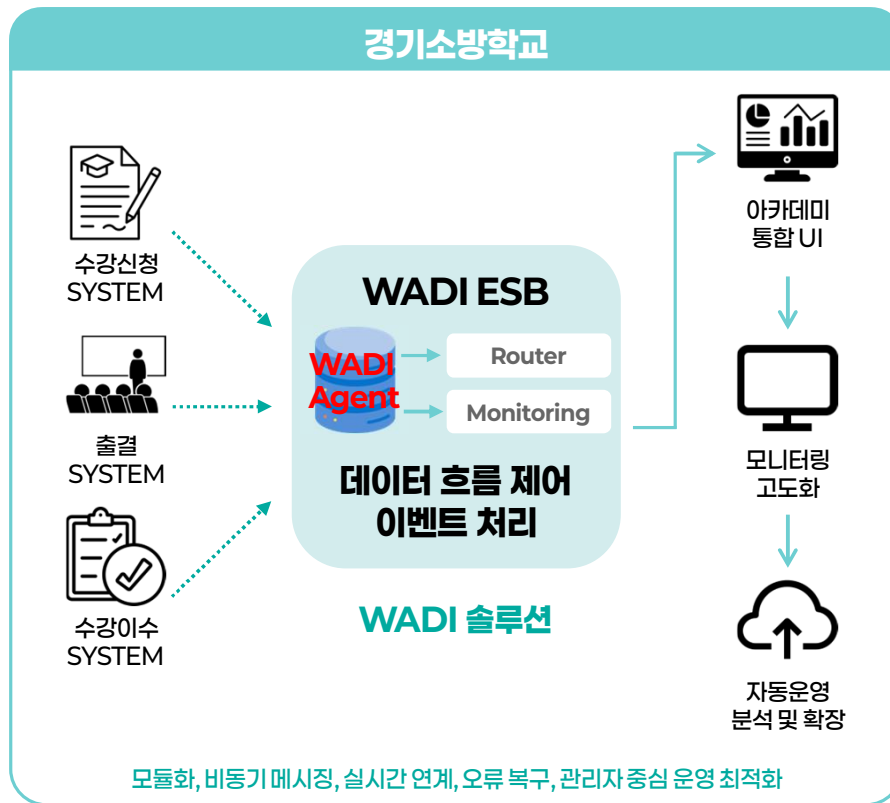 경기소방학교
수강신청
SYSTEM
출결
SYSTEM
수강이수
SYSTEM
WADI ESB
WADI
Agent
Router
Monitoring
데이터 흐름 제어
이벤트 처리
WADI 솔루션
아카데미
통합 UI
모니터링
고도화
자동운영
분석 및 확장
모듈화, 비동기 메시징, 실시간 연계, 오류 복구, 관리자 중심 운영 최적화